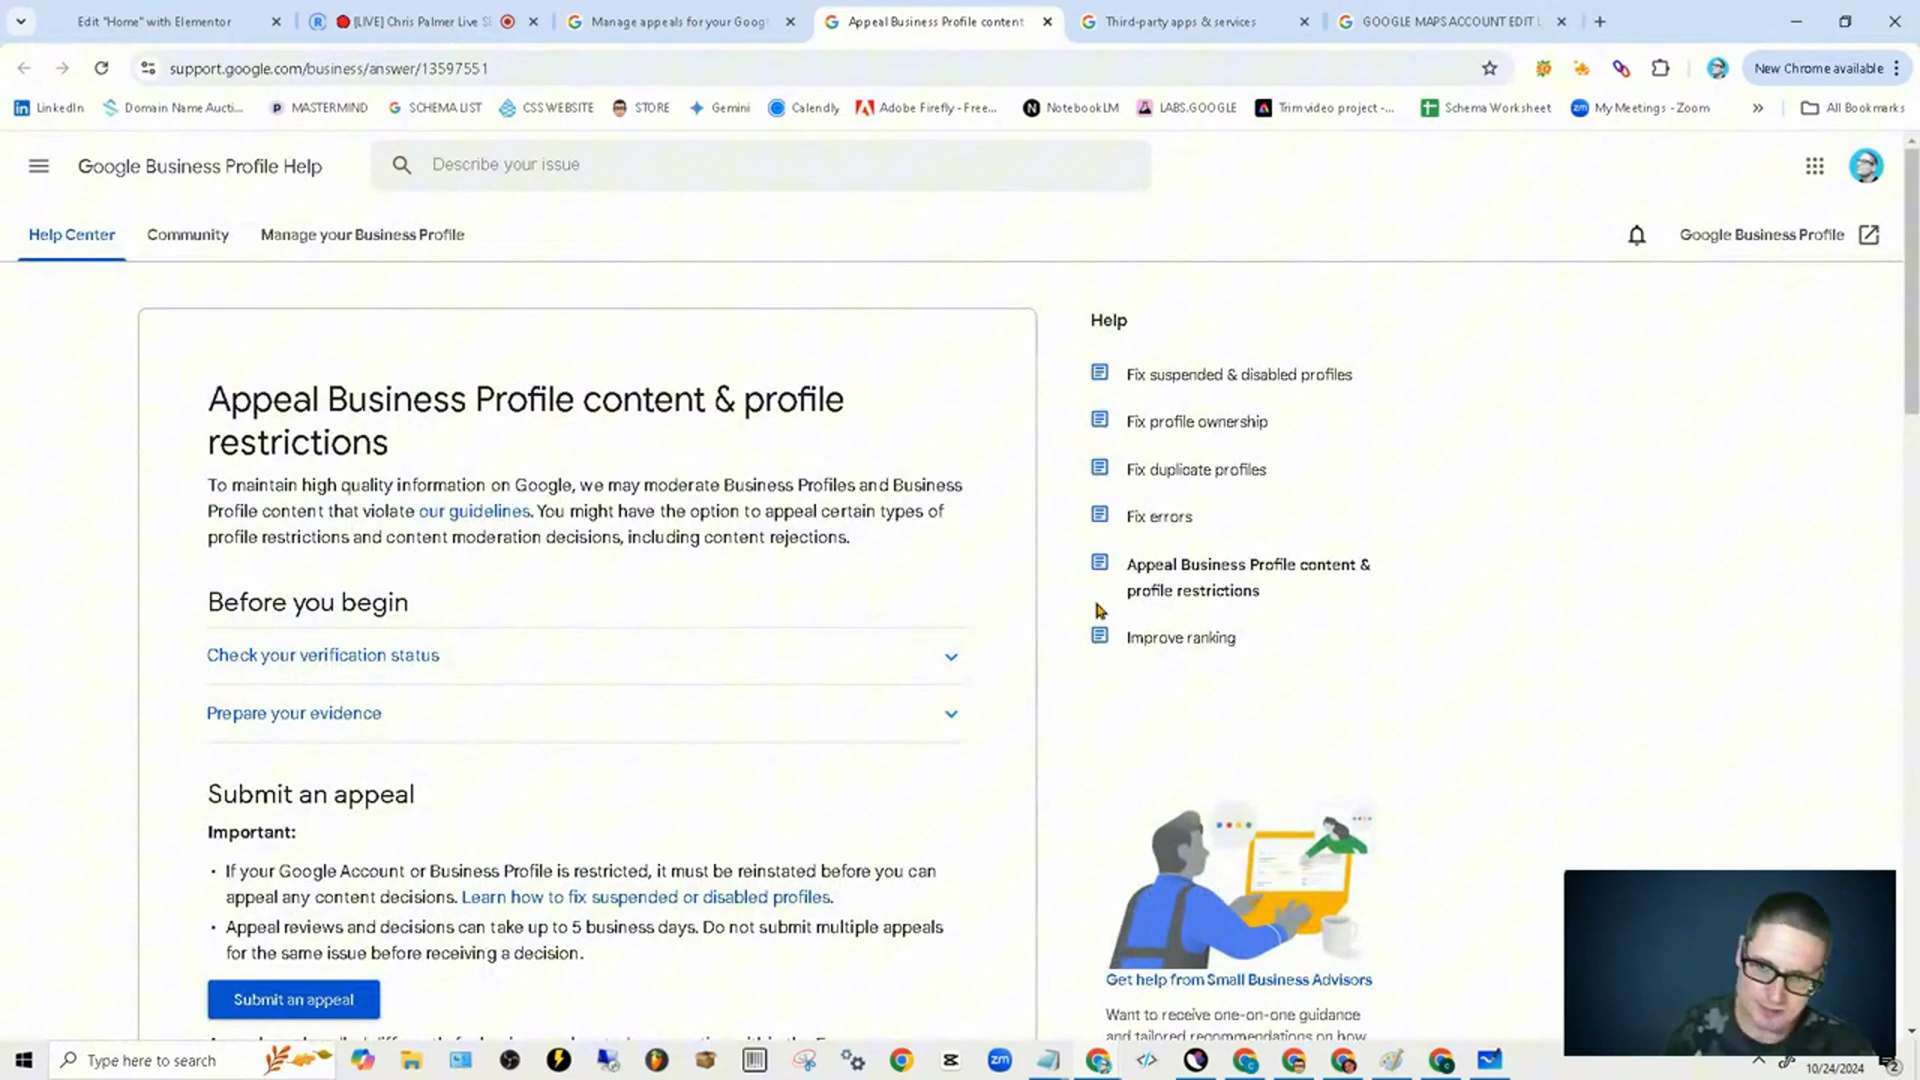 Edit "Home" with Elementor
[LIVE] Chris Palmer Live S
Manage appeals for your Goog
Appeal Business Profile content
Third-party apps & services
GOOGLE MAPS ACCOUNT EDIT L
support.google.com/business/answer/13597551
New Chrome available
LinkedIn
Domain Name Aucti...
MASTERMIND
SCHEMA LIST
CSS WEBSITE
STORE
Gemini
Calendly
Adobe Firefly - Free...
NotebookLM
LABS.GOOGLE
Trim video project -...
Schema Worksheet
My Meetings - Zoom
All Bookmarks
Google Business Profile Help
Describe your issue
Help Center
Community
Manage your Business Profile
Google Business Profile
Appeal Business Profile content & profile
restrictions
To maintain high quality information on Google, we may moderate Business Profiles and Business
Profile content that violate our guidelines. You might have the option to appeal certain types of
profile restrictions and content moderation decisions, including content rejections.
Before you begin
Check your verification status
Prepare your evidence
Submit an appeal
Important:
• If your Google Account or Business Profile is restricted, it must be reinstated before you can
appeal any content decisions. Learn how to fix suspended or disabled profiles.
• Appeal reviews and decisions can take up to 5 business days. Do not submit multiple appeals
for the same issue before receiving a decision.
Submit an appeal
Help
Fix suspended & disabled profiles
Fix profile ownership
Fix duplicate profiles
Fix errors
Appeal Business Profile content &
profile restrictions
Improve ranking
Get help from Small Business Advisors
Want to receive one-on-one guidance
and tailored recommendations on how
Type here to search
10/24/2024
2